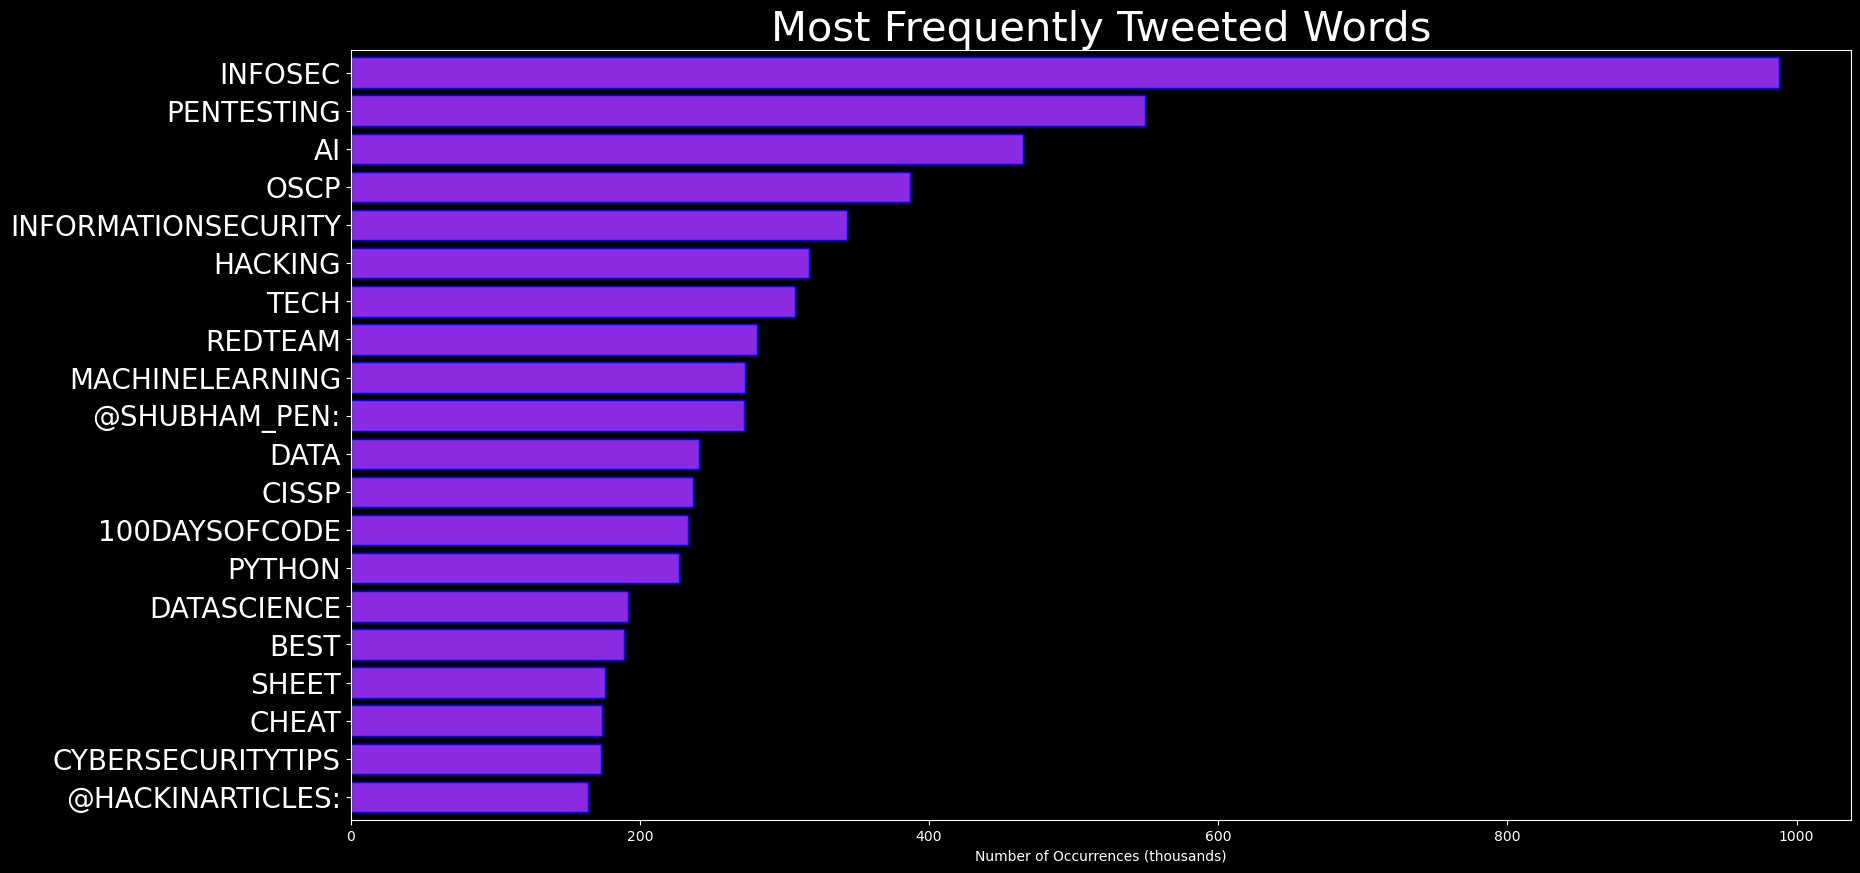 Most Frequently Tweeted Words
INFOSEC
PENTESTING
AI
OSCP
INFORMATIONSECURITY
HACKING
TECH
REDTEAM
MACHINELEARNING
@SHUBHAM_PEN:
DATA
CISSP
100DAYSOFCODE
PYTHON
DATASCIENCE
BEST
SHEET
CHEAT
CYBERSECURITYTIPS
@HACKINARTICLES:
0 200 400 600 800 1000
Number of Occurrences (thousands)